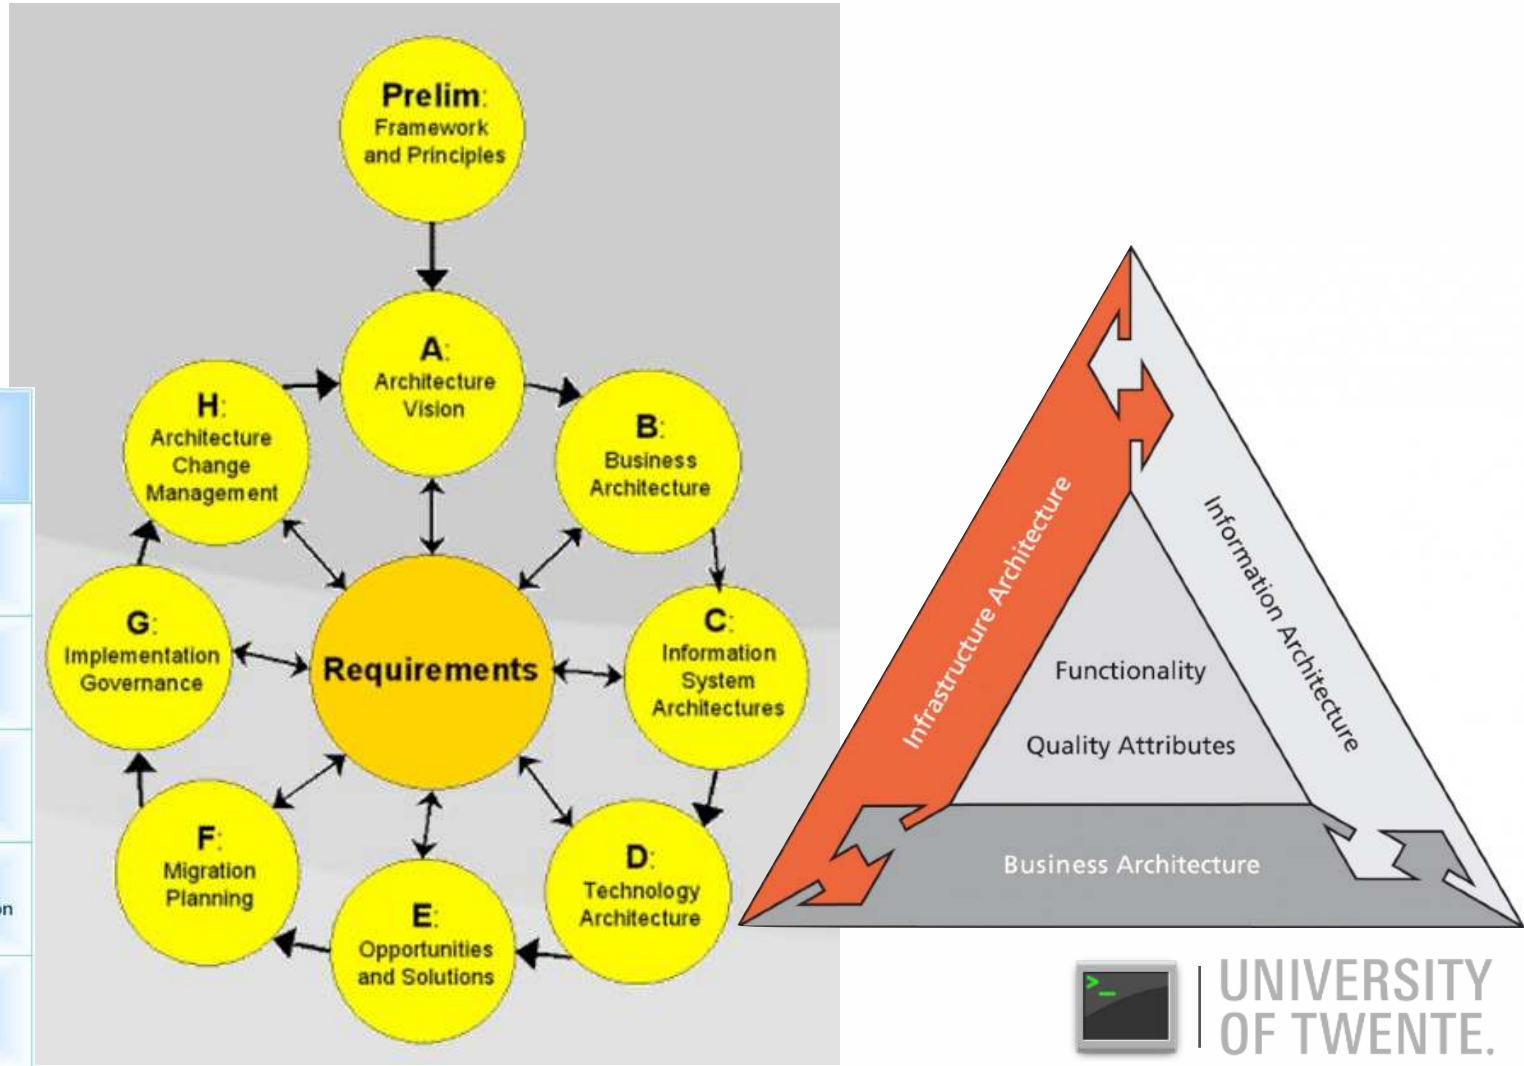 Prelim:
Framework
and Principles
A:
Architecture
Vision
B:
Business
Architecture
C:
Information
System
Architectures
D:
Technology
Architecture
E:
Opportunities
and Solutions
F:
Migration
Planning
G:
Implementation
Governance
H:
Architecture
Change
Management
Requirements
Infrastructure Architecture
Information Architecture
Functionality
Quality Attributes
Business Architecture
>_
UNIVERSITY
OF TWENTE.